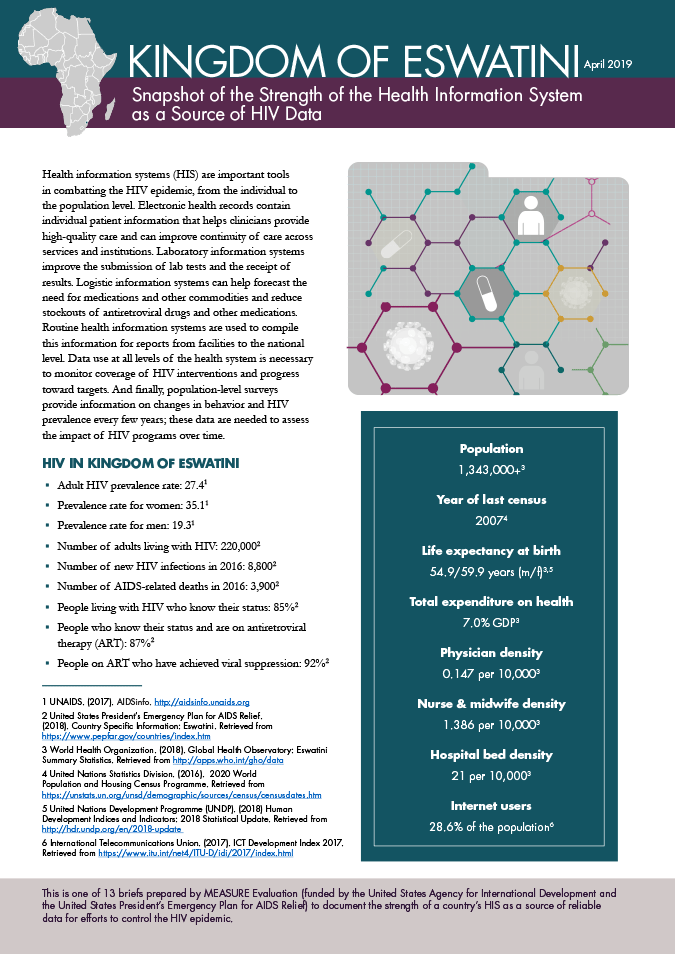 KINGDOM OF ESWATINI April 2019
Snapshot of the Strength of the Health Information System
as a Source of HIV Data
Health information systems (HIS) are important tools
in combatting the HIV epidemic, from the individual to
the population level. Electronic health records contain
individual patient information that helps clinicians provide
high-quality care and can improve continuity of care across
services and institutions. Laboratory information systems
improve the submission of lab tests and the receipt of
results. Logistic information systems can help forecast the
need for medications and other commodities and reduce
stockouts of antiretroviral drugs and other medications.
Routine health information systems are used to compile
this information for reports from facilities to the national
level. Data use at all levels of the health system is necessary
to monitor coverage of HIV interventions and progress
toward targets. And finally, population-level surveys
provide information on changes in behavior and HIV
prevalence every few years; these data are needed to assess
the impact of HIV programs over time.
HIV IN KINGDOM OF ESWATINI
▪ Adult HIV prevalence rate: 27.4¹
▪ Prevalence rate for women: 35.1¹
▪ Prevalence rate for men: 19.3¹
▪ Number of adults living with HIV: 220,000²
▪ Number of new HIV infections in 2016: 8,800²
▪ Number of AIDS-related deaths in 2016: 3,900²
▪ People living with HIV who know their status: 85%²
▪ People who know their status and are on antiretroviral
therapy (ART): 87%²
▪ People on ART who have achieved viral suppression: 92%²
1 UNAIDS. (2017). AIDSinfo. http://aidsinfo.unaids.org
2 United States President's Emergency Plan for AIDS Relief.
(2018). Country Specific Information: Eswatini. Retrieved from
https://www.pepfar.gov/countries/index.htm
3 World Health Organization. (2018). Global Health Observatory: Eswatini
Summary Statistics. Retrieved from http://apps.who.int/gho/data
4 United Nations Statistics Division. (2016). 2020 World
Population and Housing Census Programme. Retrieved from
https://unstats.un.org/unsd/demographic/sources/census/censusdates.htm
5 United Nations Development Programme (UNDP). (2018) Human
Development Indices and Indicators: 2018 Statistical Update. Retrieved from
http://hdr.undp.org/en/2018-update
6 International Telecommunications Union. (2017). ICT Development Index 2017.
Retrieved from https://www.itu.int/net4/ITU-D/idi/2017/index.html
Population
1,343,000+³
Year of last census
2007⁴
Life expectancy at birth
54.9/59.9 years (m/f)³,⁵
Total expenditure on health
7.0% GDP³
Physician density
0.147 per 10,000³
Nurse & midwife density
1.386 per 10,000³
Hospital bed density
21 per 10,000³
Internet users
28.6% of the population⁶
This is one of 13 briefs prepared by MEASURE Evaluation (funded by the United States Agency for International Development and
the United States President's Emergency Plan for AIDS Relief) to document the strength of a country's HIS as a source of reliable
data for efforts to control the HIV epidemic.